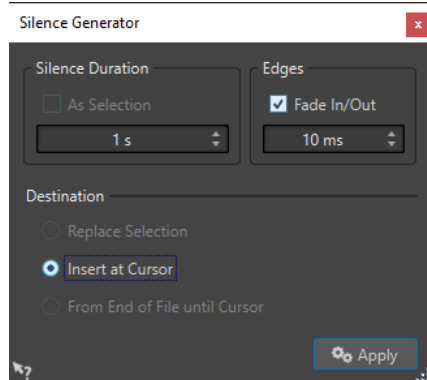 Silence Generator
x
Silence Duration
Edges
As Selection
Fade In/Out
1 s
10 ms
Destination
Replace Selection
Insert at Cursor
From End of File until Cursor
Apply
?